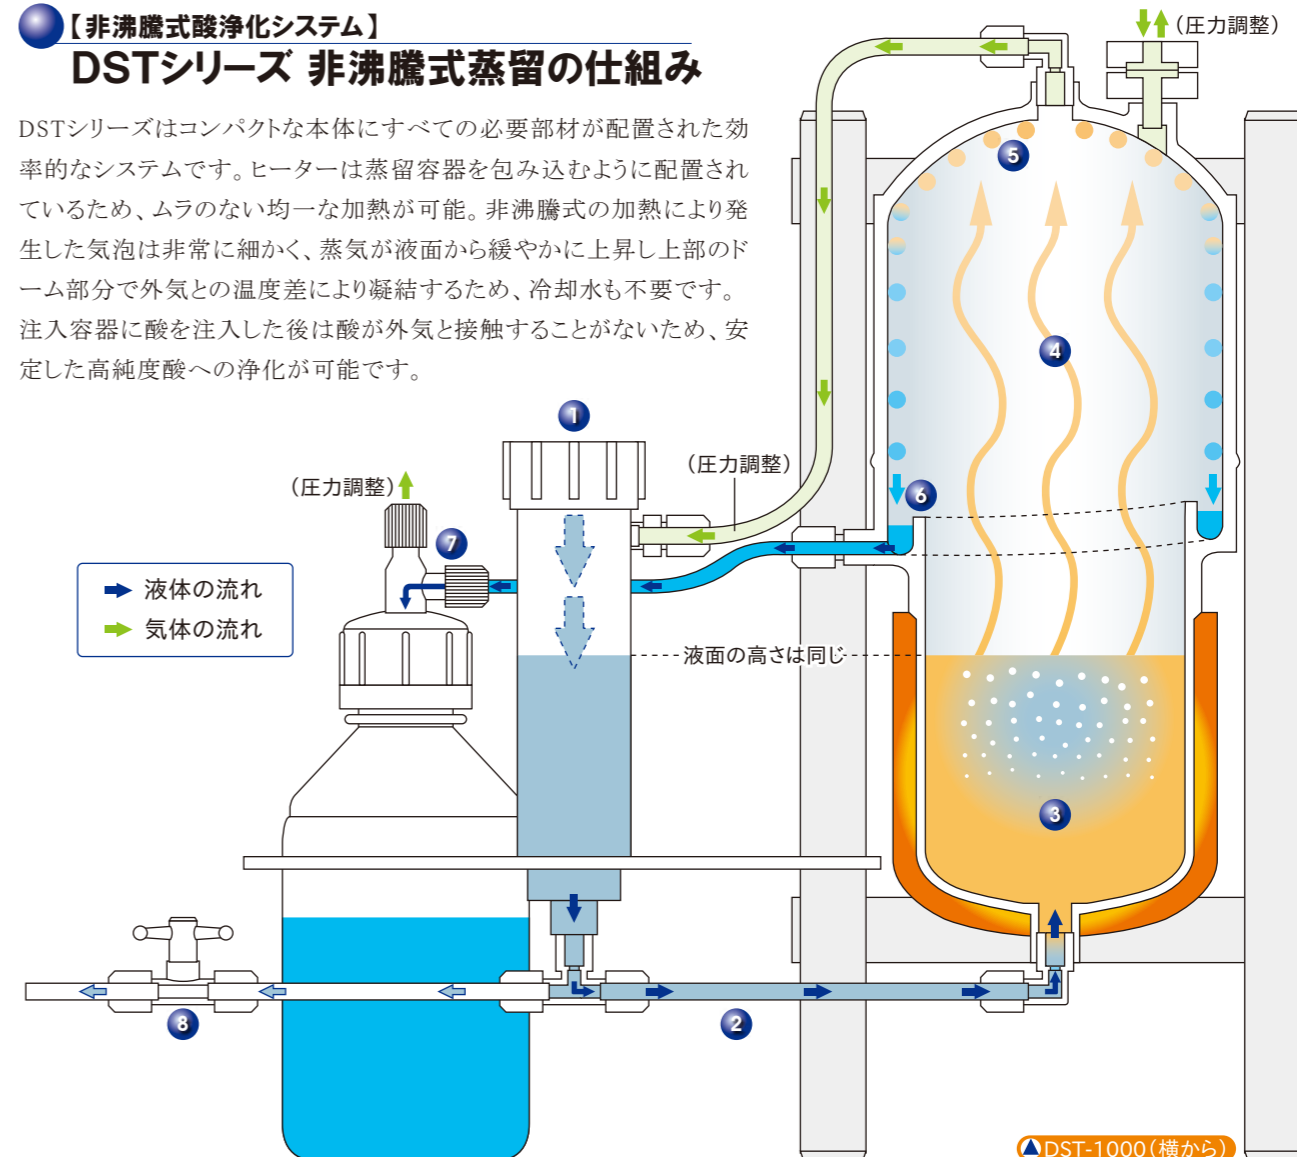 【非沸騰式酸浄化システム】
DSTシリーズ 非沸騰式蒸留の仕組み
DSTシリーズはコンパクトな本体にすべての必要部材が配置された効
率的なシステムです。ヒーターは蒸留容器を包み込むように配置され
ているため、ムラのない均一な加熱が可能。非沸騰式の加熱により発
生した気泡は非常に細かく、蒸気が液面から緩やかに上昇し上部のド
ーム部分で外気との温度差により凝結するため、冷却水も不要です。
注入容器に酸を注入した後は酸が外気と接触することがないため、安
定した高純度酸への浄化が可能です。
（圧力調整）
5
4
1
（圧力調整）
（圧力調整）
6
7
液体の流れ
気体の流れ
液面の高さは同じ
3
8
2
▲DST-1000（横から）